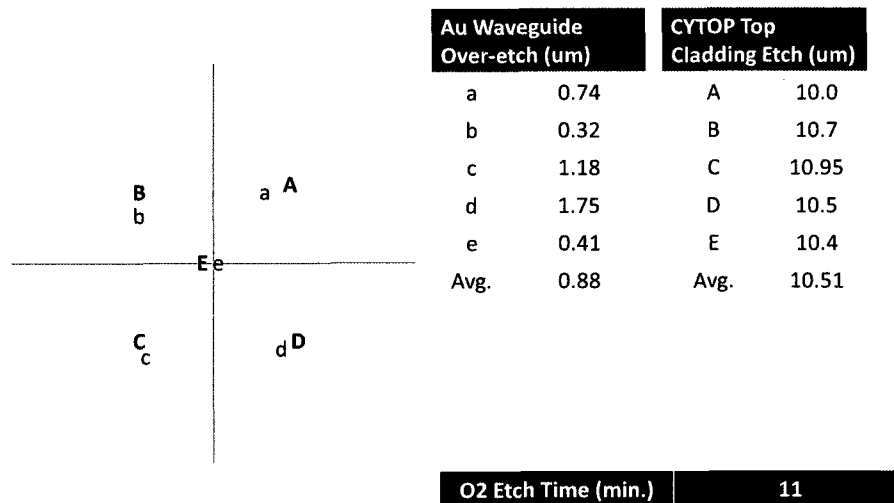 Au Waveguide
Over-etch (um)
a 0.74
b 0.32
c 1.18
d 1.75
e 0.41
Avg. 0.88
CYTOP Top
Cladding Etch (um)
A 10.0
B 10.7
C 10.95
D 10.5
E 10.4
Avg. 10.51
B
b
a A
E e
C
c
d D
O2 Etch Time (min.) 11